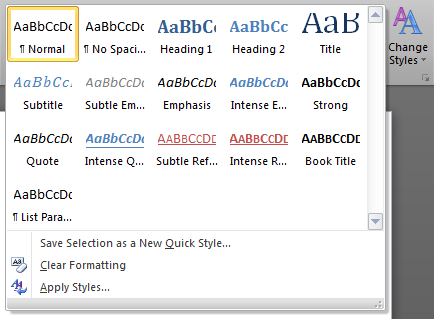 AaBbCcDc AaBbCcDc AaBbCc AaBbCc AaB
¶ Normal ¶ No Spaci... Heading 1 Heading 2 Title
Change Styles
AaBbCcL AaBbCcDc AaBbCcDc AaBbCcDc AaBbCcDc
Subtitle Subtle Em... Emphasis Intense E... Strong
AaBbCcDc AaBbCcDc AABBCCDD AABBCCDD AABBCCDD
Quote Intense Q... Subtle Ref... Intense R... Book Title
AaBbCcDc
¶ List Para...
Save Selection as a New Quick Style...
Clear Formatting
Apply Styles...